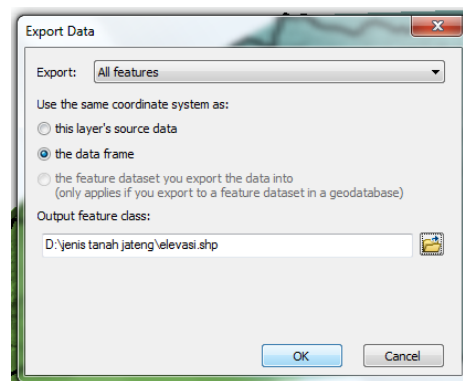 Export Data
Export: All features
Use the same coordinate system as:
this layer's source data
the data frame
the feature dataset you export the data into
(only applies if you export to a feature dataset in a geodatabase)
Output feature class:
D:\jenis tanah jateng\elevasi.shp
OK Cancel